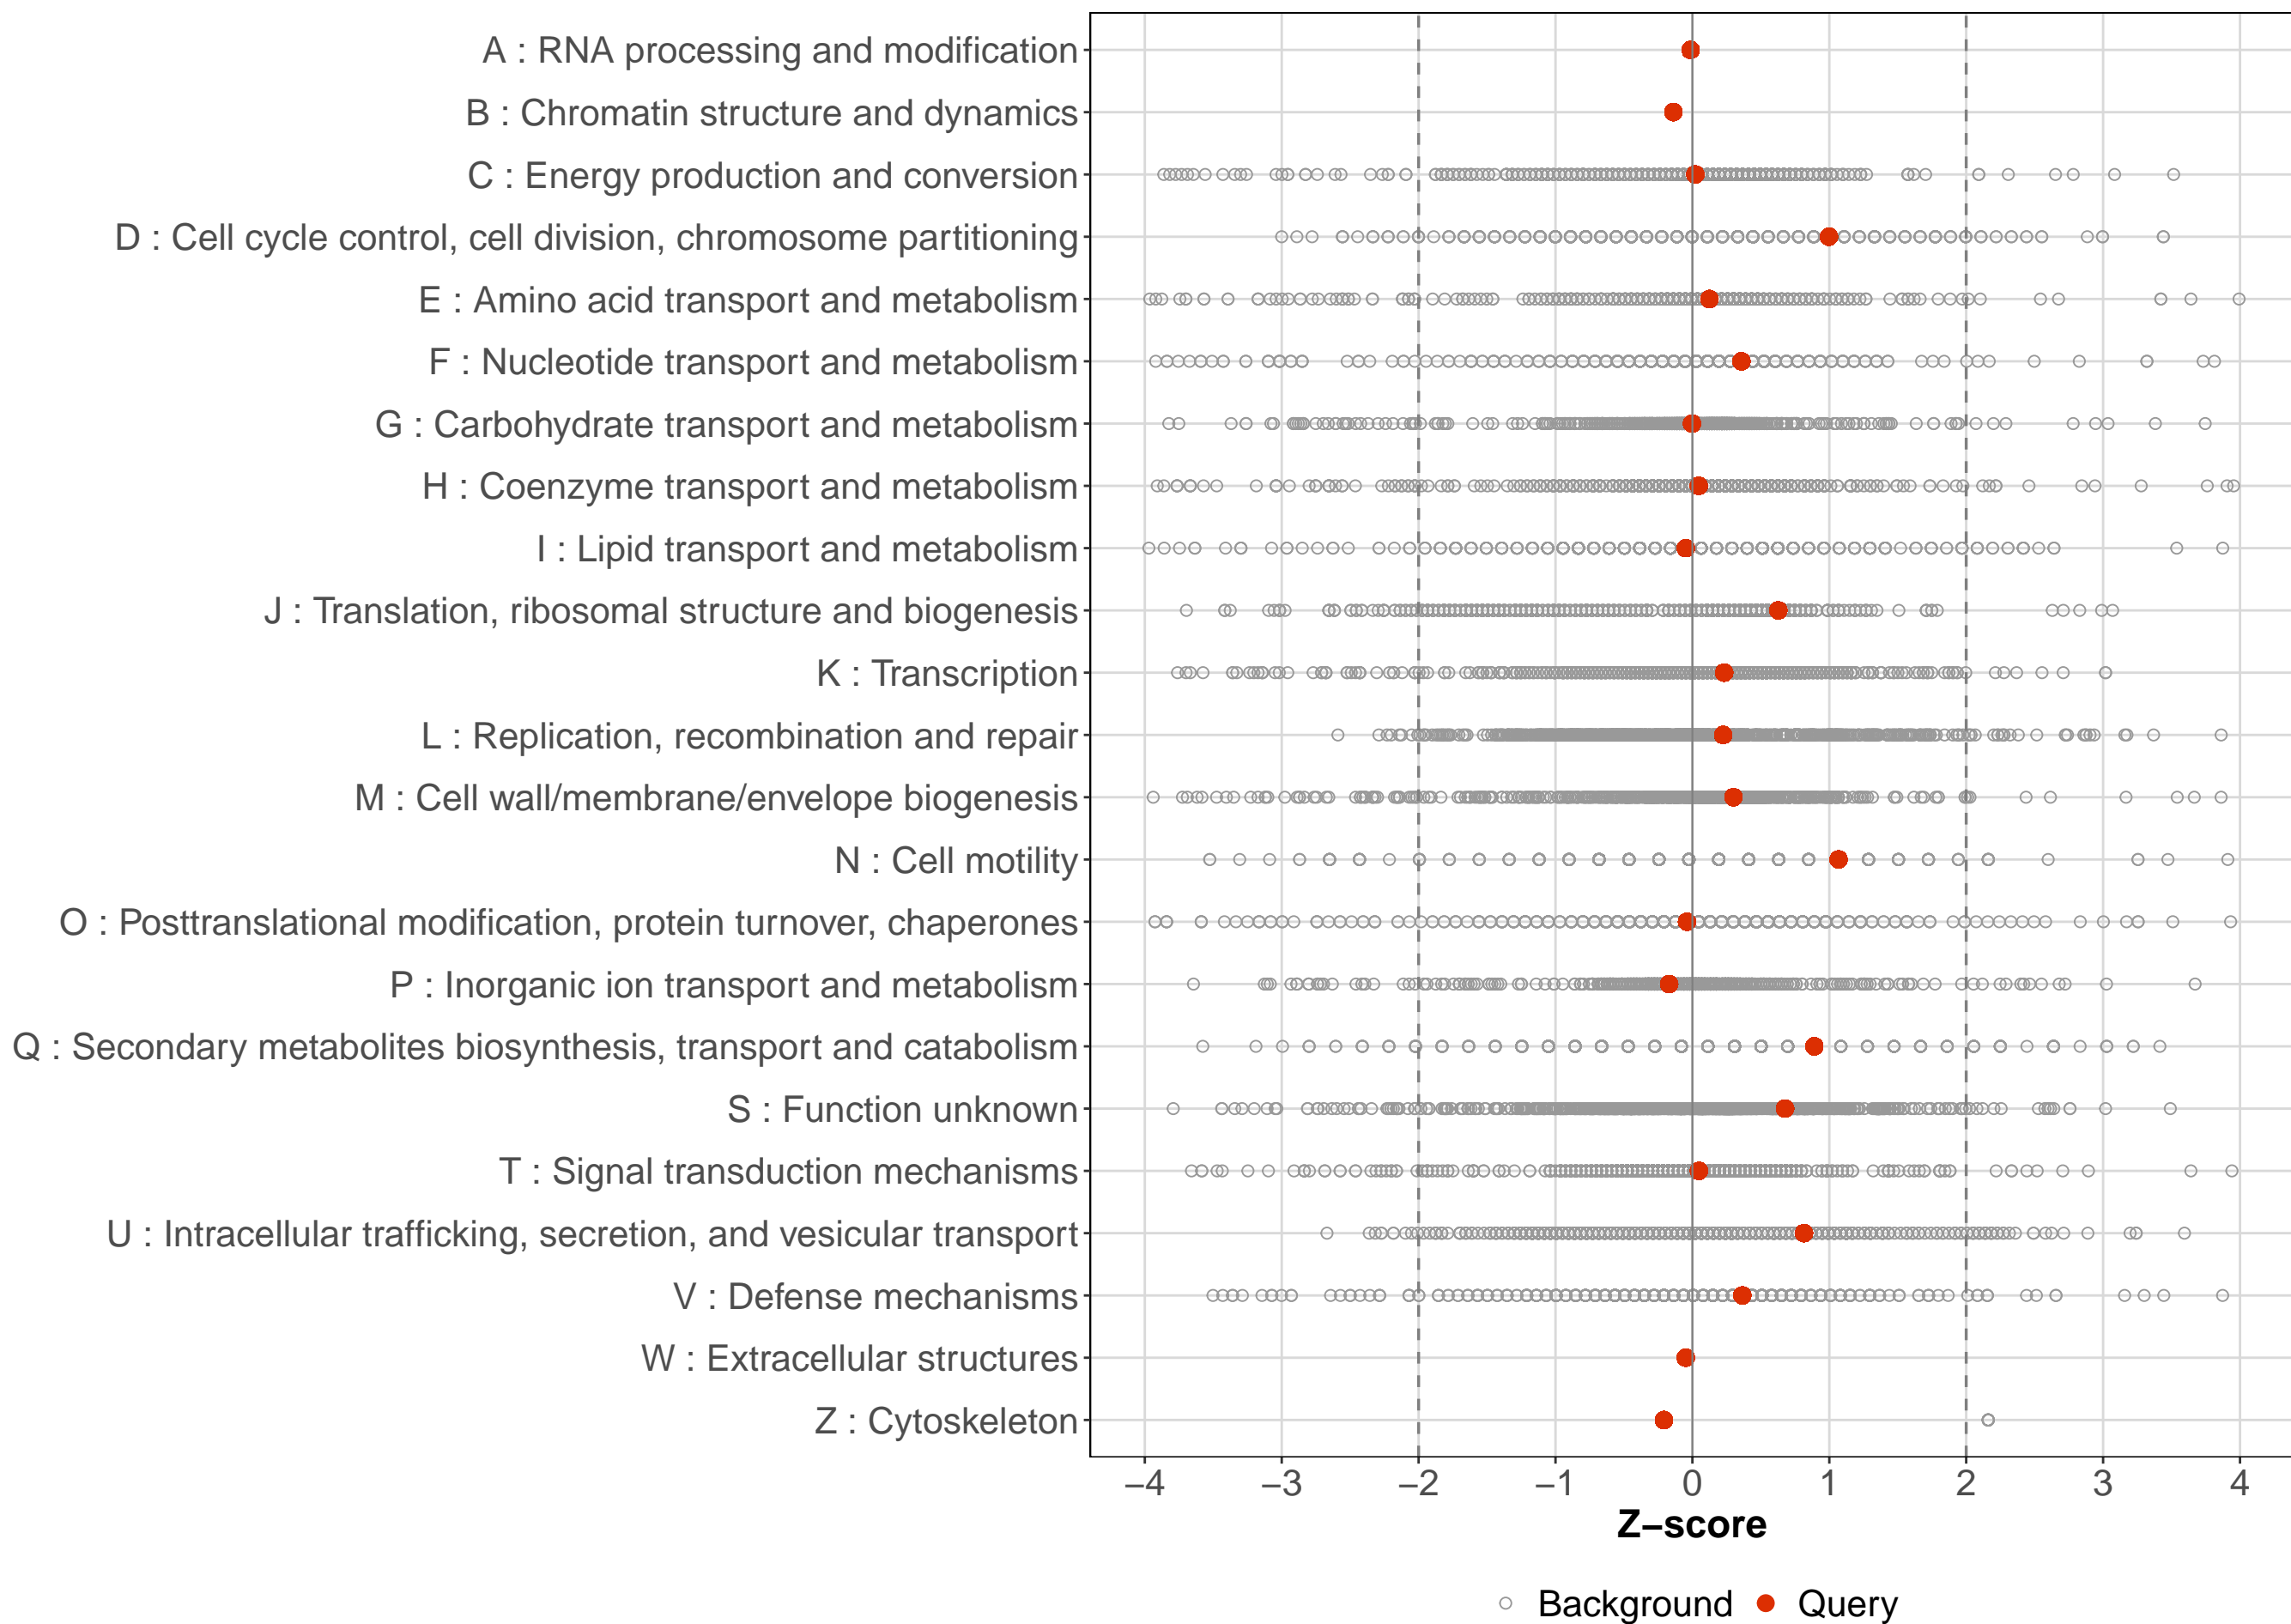 A : RNA processing and modification
B : Chromatin structure and dynamics
C : Energy production and conversion
D : Cell cycle control, cell division, chromosome partitioning
E : Amino acid transport and metabolism
F : Nucleotide transport and metabolism
G : Carbohydrate transport and metabolism
H : Coenzyme transport and metabolism
I : Lipid transport and metabolism
J : Translation, ribosomal structure and biogenesis
K : Transcription
L : Replication, recombination and repair
M : Cell wall/membrane/envelope biogenesis
N : Cell motility
O : Posttranslational modification, protein turnover, chaperones
P : Inorganic ion transport and metabolism
Q : Secondary metabolites biosynthesis, transport and catabolism
S : Function unknown
T : Signal transduction mechanisms
U : Intracellular trafficking, secretion, and vesicular transport
V : Defense mechanisms
W : Extracellular structures
Z : Cytoskeleton
−4 −3 −2 −1 0 1 2 3 4
Z−score
Background Query